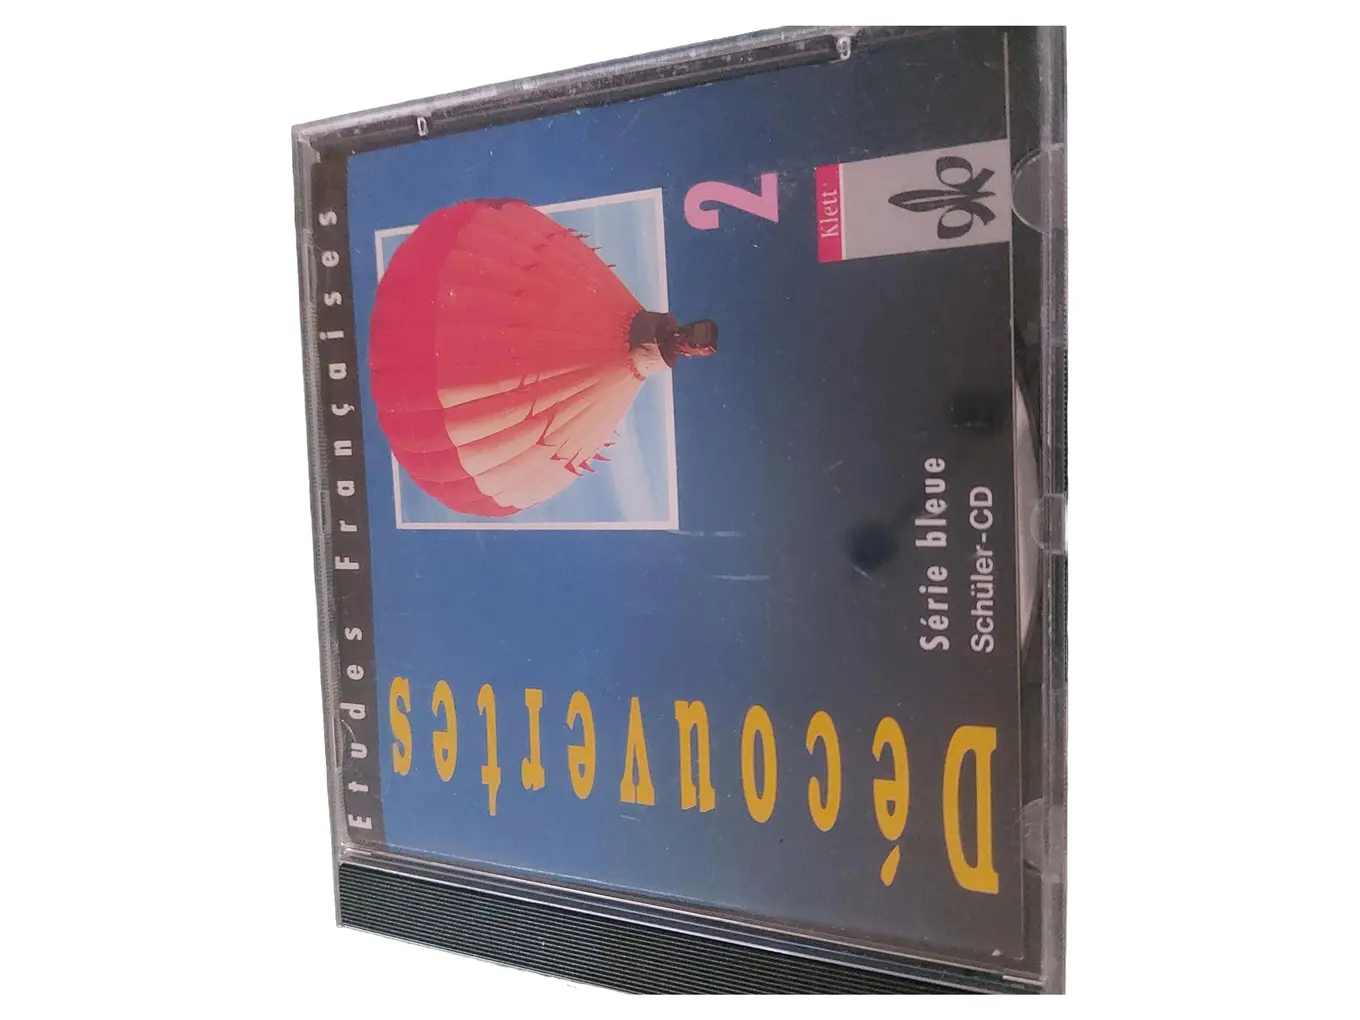 Etudes Françaises
Découvertes
2
Série bleue
Schüler-CD
Klett